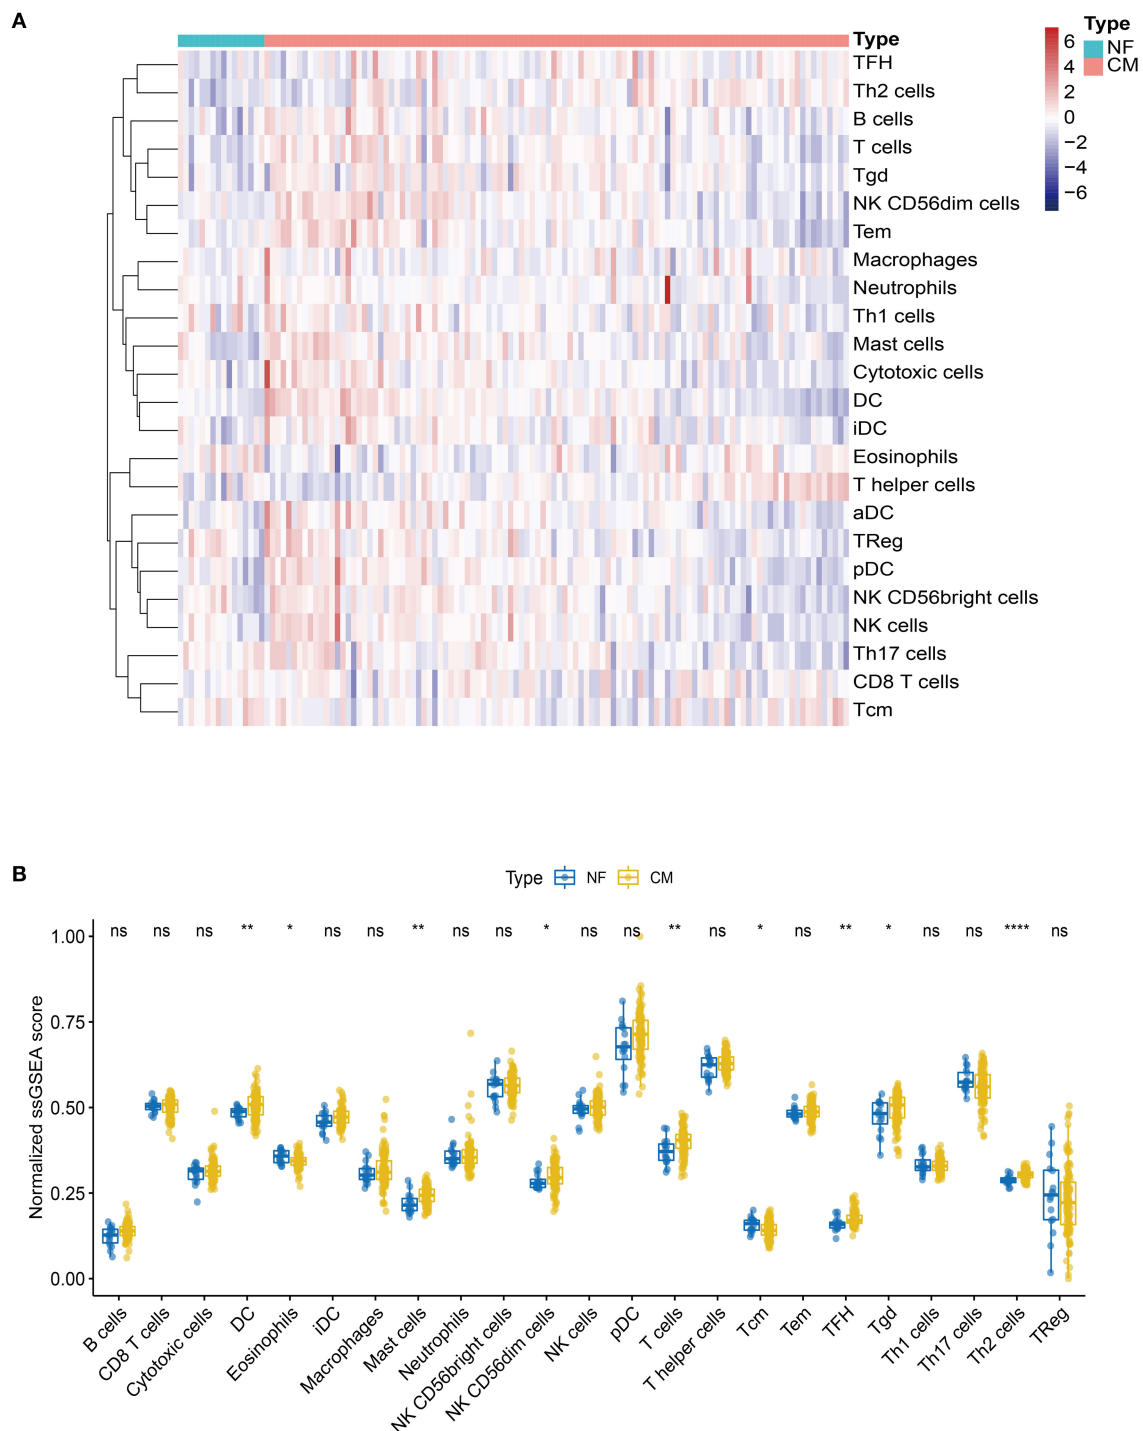 A
Type
TFH
Th2 cells
B cells
T cells
Tgd
NK CD56dim cells
Tem
Macrophages
Neutrophils
Th1 cells
Mast cells
Cytotoxic cells
DC
iDC
Eosinophils
T helper cells
aDC
TReg
pDC
NK CD56bright cells
NK cells
Th17 cells
CD8 T cells
Tcm
6
4
2
0
−2
−4
−6
Type
NF
CM
B
Type NF CM
ns ns ns ** * ns ns ** ns ns * ns ns ** ns * ns ** * ns ns **** ns
Normalized ssGSEA score
1.00
0.75
0.50
0.25
0.00
B cells
CD8 T cells
Cytotoxic cells
DC
Eosinophils
iDC
Macrophages
Mast cells
Neutrophils
NK CD56bright cells
NK CD56dim cells
NK cells
pDC
T cells
T helper cells
Tcm
Tem
TFH
Tgd
Th1 cells
Th17 cells
Th2 cells
TReg